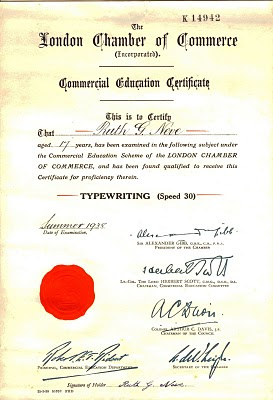 The
K 14942
London Chamber of Commerce
(Incorporated).
Commercial Education Certificate
This is to Certify
That Ruth G. Neve
aged 17 years, has been examined in the following subject under
the Commercial Education Scheme of the LONDON CHAMBER
OF COMMERCE, and has been found qualified to receive this
Certificate for proficiency therein.
TYPEWRITING (Speed 30)
Summer 1935
Date of Examination.
Sir ALEXANDER GIBB,
President of the Chamber
Herbert Scott
Lt.-Col. The Lord Herbert Scott,
Chairman, Commercial Education Committee
A C Davis
Colonel Arthur C. Davis,
Chairman of the Council.
Principal, Commercial Education Department
Secretary of the Chamber
Signature of Holder Ruth G. Neve.